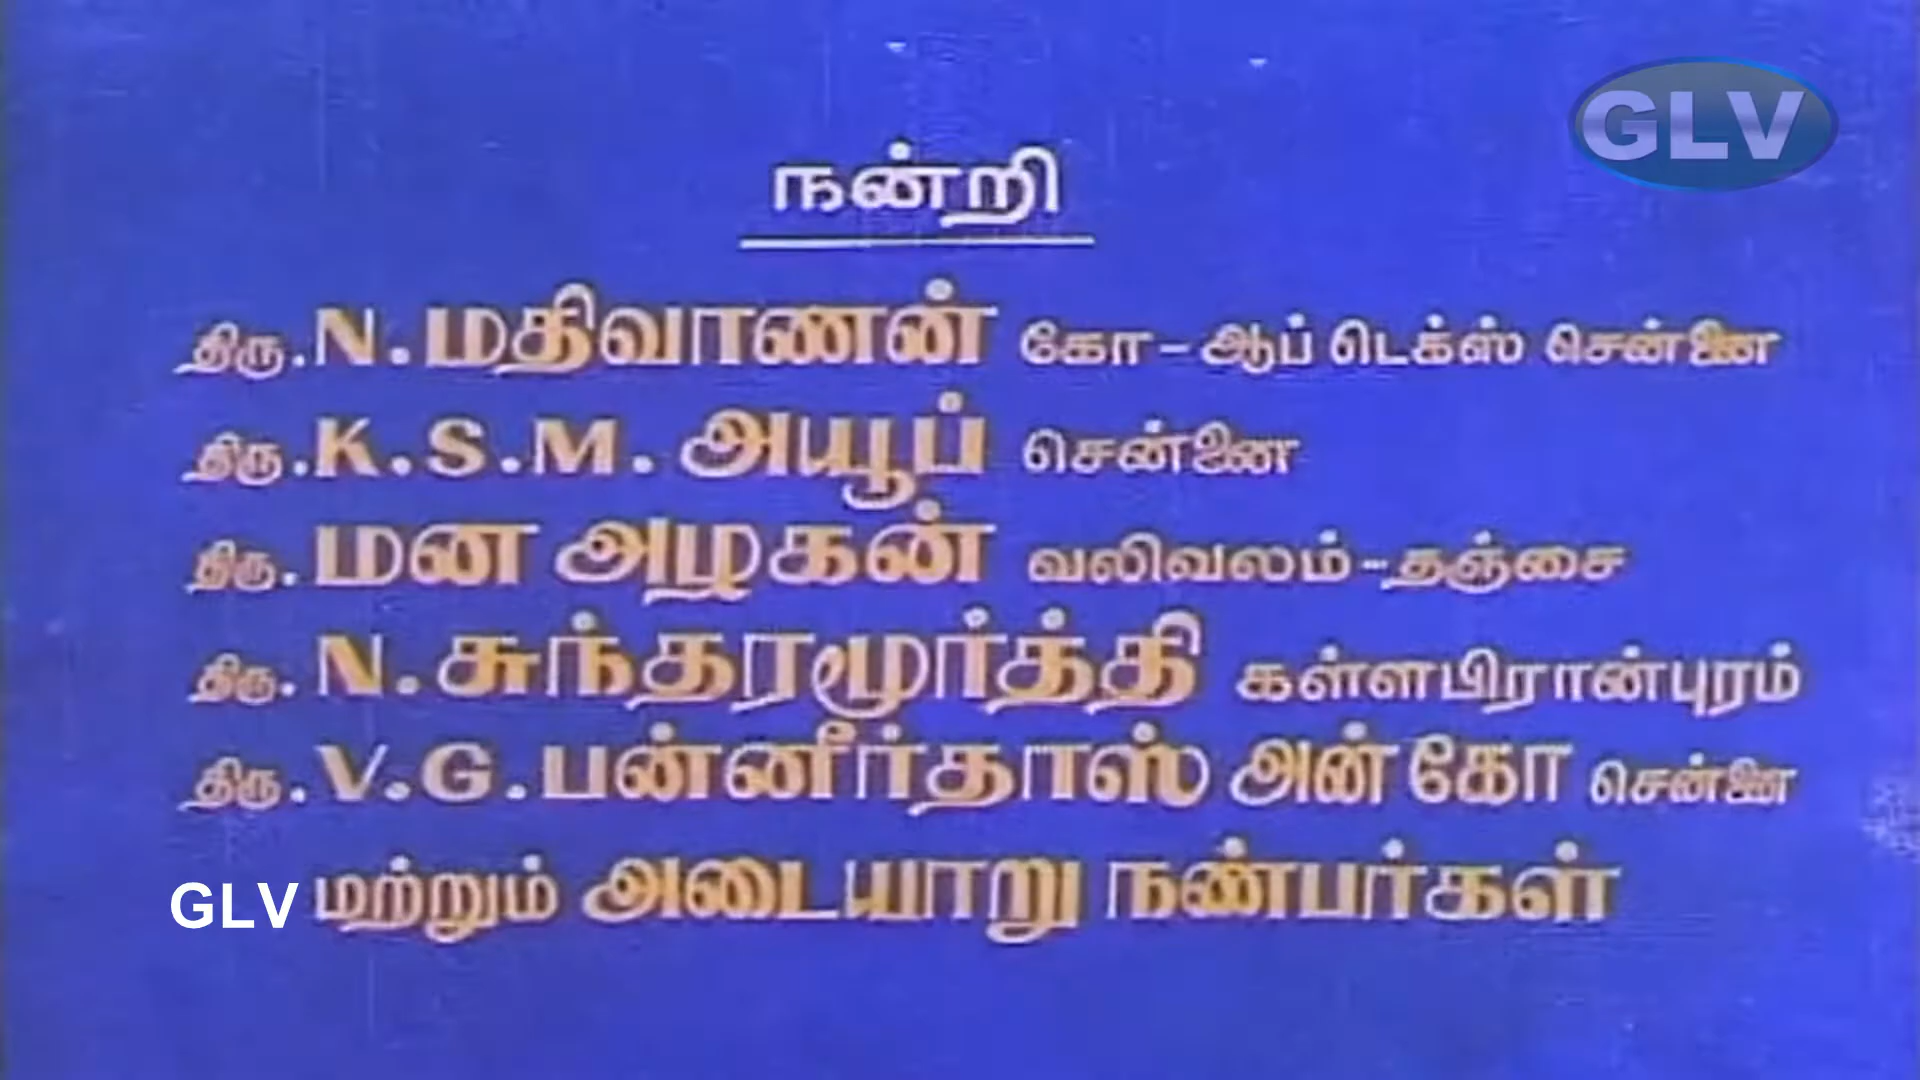 GLV
நன்றி
திரு. N. மதிவாணன் கோ-ஆப் டெக்ஸ் சென்னை
திரு. K.S.M. அயூப் சென்னை
திரு. மன அழகன் வலிவலம்-தஞ்சை
திரு. N. சுந்தரமூர்த்தி கள்ளபிரான்புரம்
திரு. V.G. பன்னீர்தாஸ் அன் கோ சென்னை
GLV மற்றும் அடையாறு நண்பர்கள்